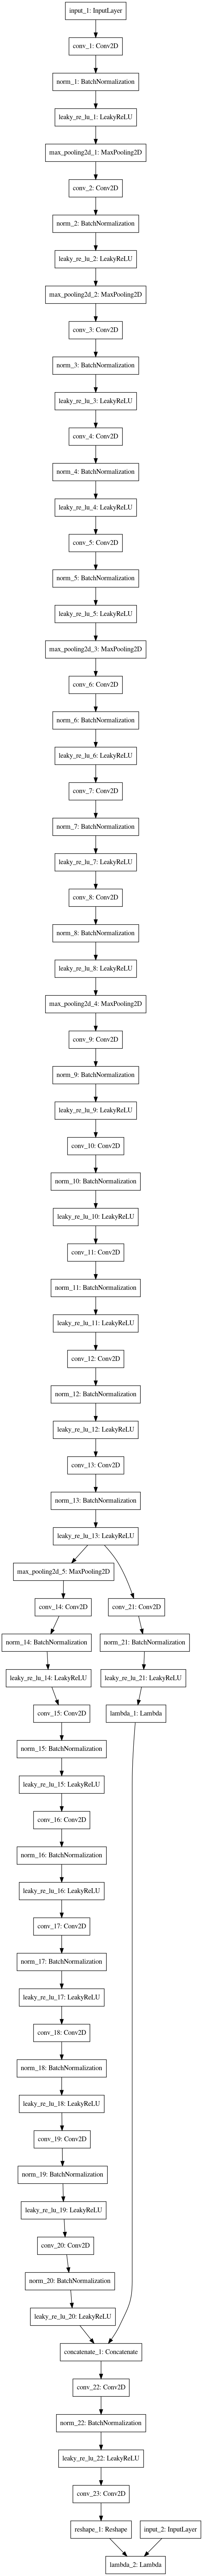 input_1: InputLayer
conv_1: Conv2D
norm_1: BatchNormalization
leaky_re_lu_1: LeakyReLU
max_pooling2d_1: MaxPooling2D
conv_2: Conv2D
norm_2: BatchNormalization
leaky_re_lu_2: LeakyReLU
max_pooling2d_2: MaxPooling2D
conv_3: Conv2D
norm_3: BatchNormalization
leaky_re_lu_3: LeakyReLU
conv_4: Conv2D
norm_4: BatchNormalization
leaky_re_lu_4: LeakyReLU
conv_5: Conv2D
norm_5: BatchNormalization
leaky_re_lu_5: LeakyReLU
max_pooling2d_3: MaxPooling2D
conv_6: Conv2D
norm_6: BatchNormalization
leaky_re_lu_6: LeakyReLU
conv_7: Conv2D
norm_7: BatchNormalization
leaky_re_lu_7: LeakyReLU
conv_8: Conv2D
norm_8: BatchNormalization
leaky_re_lu_8: LeakyReLU
max_pooling2d_4: MaxPooling2D
conv_9: Conv2D
norm_9: BatchNormalization
leaky_re_lu_9: LeakyReLU
conv_10: Conv2D
norm_10: BatchNormalization
leaky_re_lu_10: LeakyReLU
conv_11: Conv2D
norm_11: BatchNormalization
leaky_re_lu_11: LeakyReLU
conv_12: Conv2D
norm_12: BatchNormalization
leaky_re_lu_12: LeakyReLU
conv_13: Conv2D
norm_13: BatchNormalization
leaky_re_lu_13: LeakyReLU
max_pooling2d_5: MaxPooling2D
conv_14: Conv2D
conv_21: Conv2D
norm_14: BatchNormalization
norm_21: BatchNormalization
leaky_re_lu_14: LeakyReLU
leaky_re_lu_21: LeakyReLU
conv_15: Conv2D
lambda_1: Lambda
norm_15: BatchNormalization
leaky_re_lu_15: LeakyReLU
conv_16: Conv2D
norm_16: BatchNormalization
leaky_re_lu_16: LeakyReLU
conv_17: Conv2D
norm_17: BatchNormalization
leaky_re_lu_17: LeakyReLU
conv_18: Conv2D
norm_18: BatchNormalization
leaky_re_lu_18: LeakyReLU
conv_19: Conv2D
norm_19: BatchNormalization
leaky_re_lu_19: LeakyReLU
conv_20: Conv2D
norm_20: BatchNormalization
leaky_re_lu_20: LeakyReLU
concatenate_1: Concatenate
conv_22: Conv2D
norm_22: BatchNormalization
leaky_re_lu_22: LeakyReLU
conv_23: Conv2D
reshape_1: Reshape
input_2: InputLayer
lambda_2: Lambda